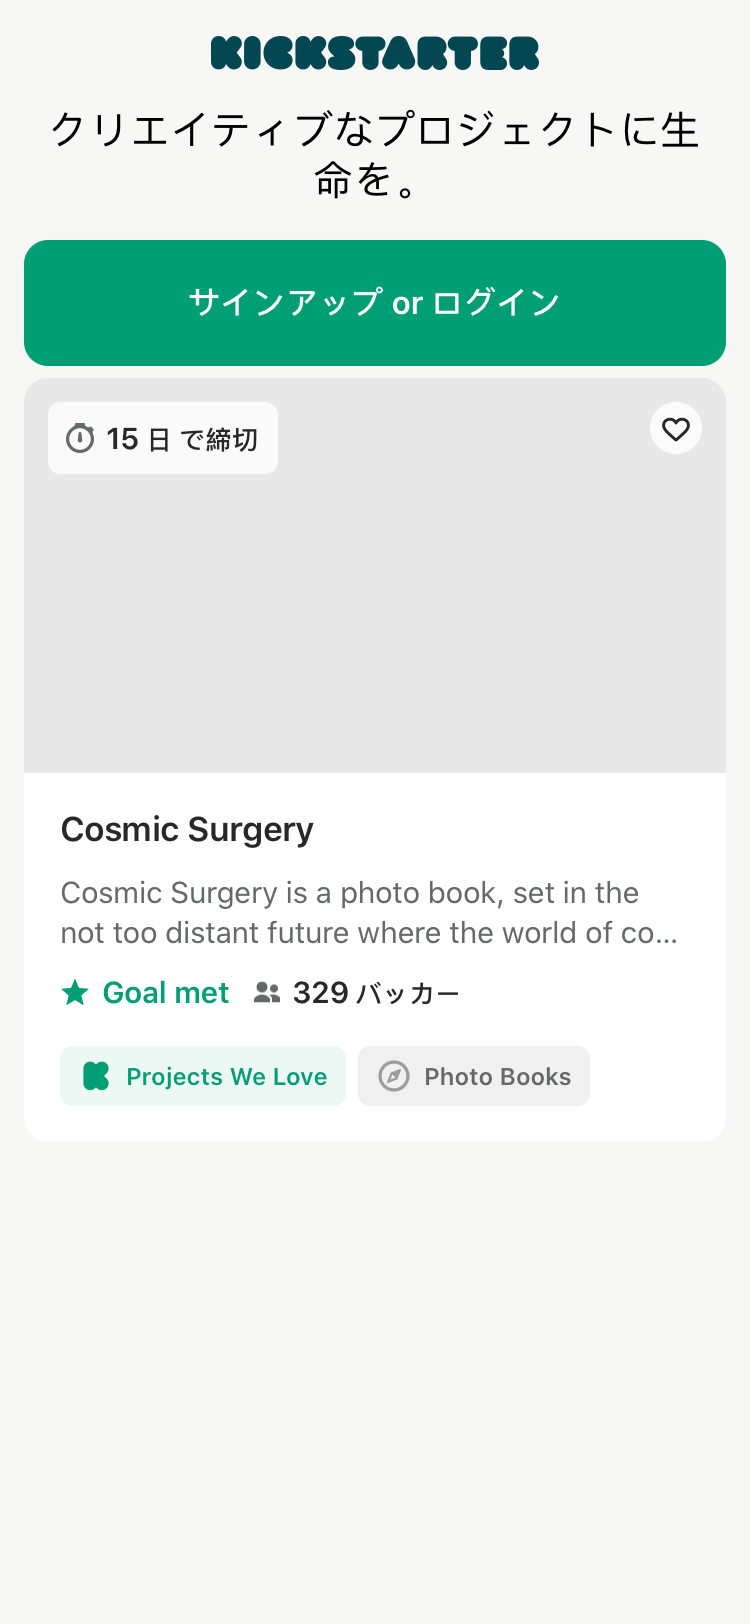 KICKSTARTER
クリエイティブなプロジェクトに生
命を。
サインアップ or ログイン
15 日 で締切
Cosmic Surgery
Cosmic Surgery is a photo book, set in the
not too distant future where the world of co...
Goal met 329 バッカー
Projects We Love Photo Books